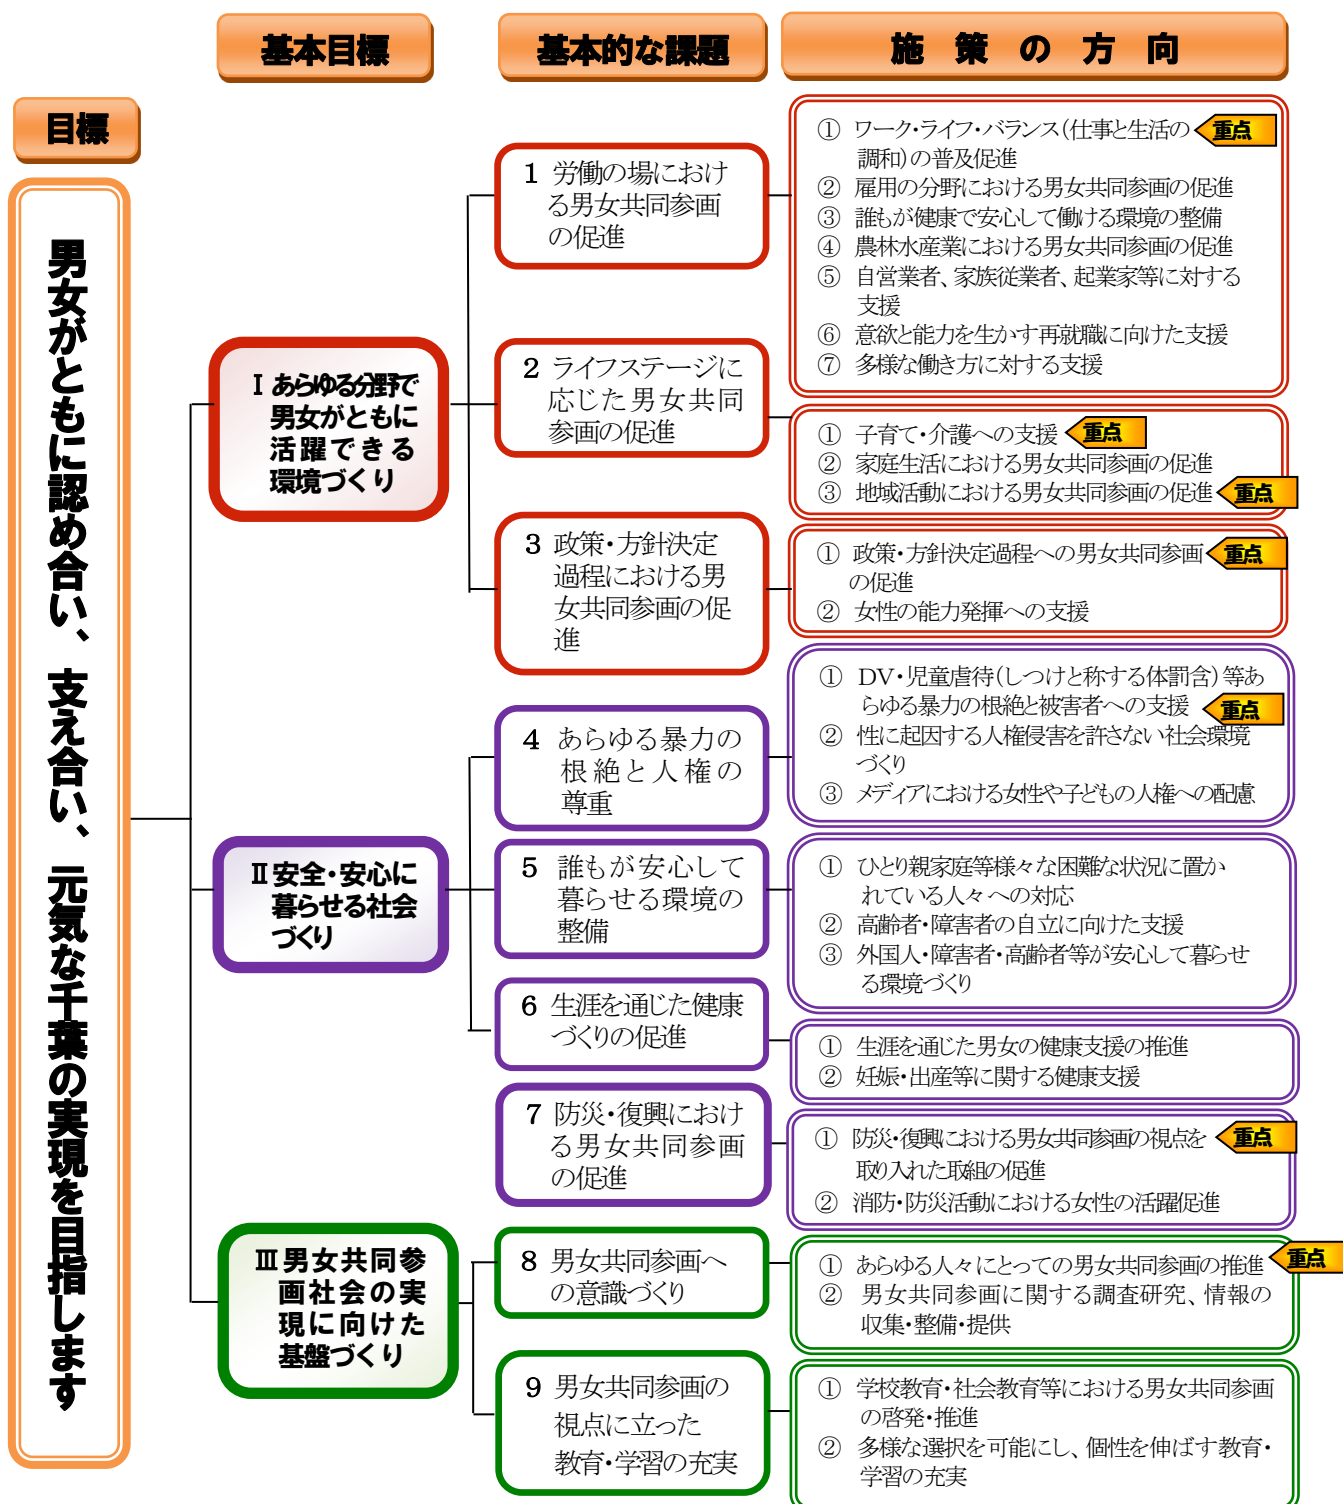 基本目標
基本的な課題
施策の方向
目標
男女がともに認め合い、支え合い、元気な千葉の実現を目指します
Ⅰ あらゆる分野で
男女がともに
活躍できる
環境づくり
1 労働の場におけ
る男女共同参画
の促進
① ワーク・ライフ・バランス(仕事と生活の
調和)の普及促進
重点
② 雇用の分野における男女共同参画の促進
③ 誰もが健康で安心して働ける環境の整備
④ 農林水産業における男女共同参画の促進
⑤ 自営業者、家族従業者、起業家等に対する
支援
⑥ 意欲と能力を生かす再就職に向けた支援
⑦ 多様な働き方に対する支援
2 ライフステージに
応じた男女共同
参画の促進
① 子育て・介護への支援 重点
② 家庭生活における男女共同参画の促進
③ 地域活動における男女共同参画の促進 重点
3 政策・方針決定
過程における男
女共同参画の促
進
① 政策・方針決定過程への男女共同参画 重点
の促進
② 女性の能力発揮への支援
Ⅱ 安全・安心に
暮らせる社会
づくり
4 あらゆる暴力の
根絶と人権の
尊重
① DV・児童虐待(しつけと称する体罰含)等あ
らゆる暴力の根絶と被害者への支援 重点
② 性に起因する人権侵害を許さない社会環境
づくり
③ メディアにおける女性や子どもの人権への配慮
5 誰もが安心して
暮らせる環境の
整備
① ひとり親家庭等様々な困難な状況に置か
れている人々への対応
② 高齢者・障害者の自立に向けた支援
③ 外国人・障害者・高齢者等が安心して暮らせ
る環境づくり
6 生涯を通じた健康
づくりの促進
① 生涯を通じた男女の健康支援の推進
② 妊娠・出産等に関する健康支援
7 防災・復興におけ
る男女共同参画
の促進
① 防災・復興における男女共同参画の視点を 重点
取り入れた取組の促進
② 消防・防災活動における女性の活躍促進
Ⅲ 男女共同参
画社会の実
現に向けた
基盤づくり
8 男女共同参画へ
の意識づくり
① あらゆる人々にとっての男女共同参画の推進 重点
② 男女共同参画に関する調査研究、情報の
収集・整備・提供
9 男女共同参画の
視点に立った
教育・学習の充実
① 学校教育・社会教育等における男女共同参画
の啓発・推進
② 多様な選択を可能にし、個性を伸ばす教育・
学習の充実